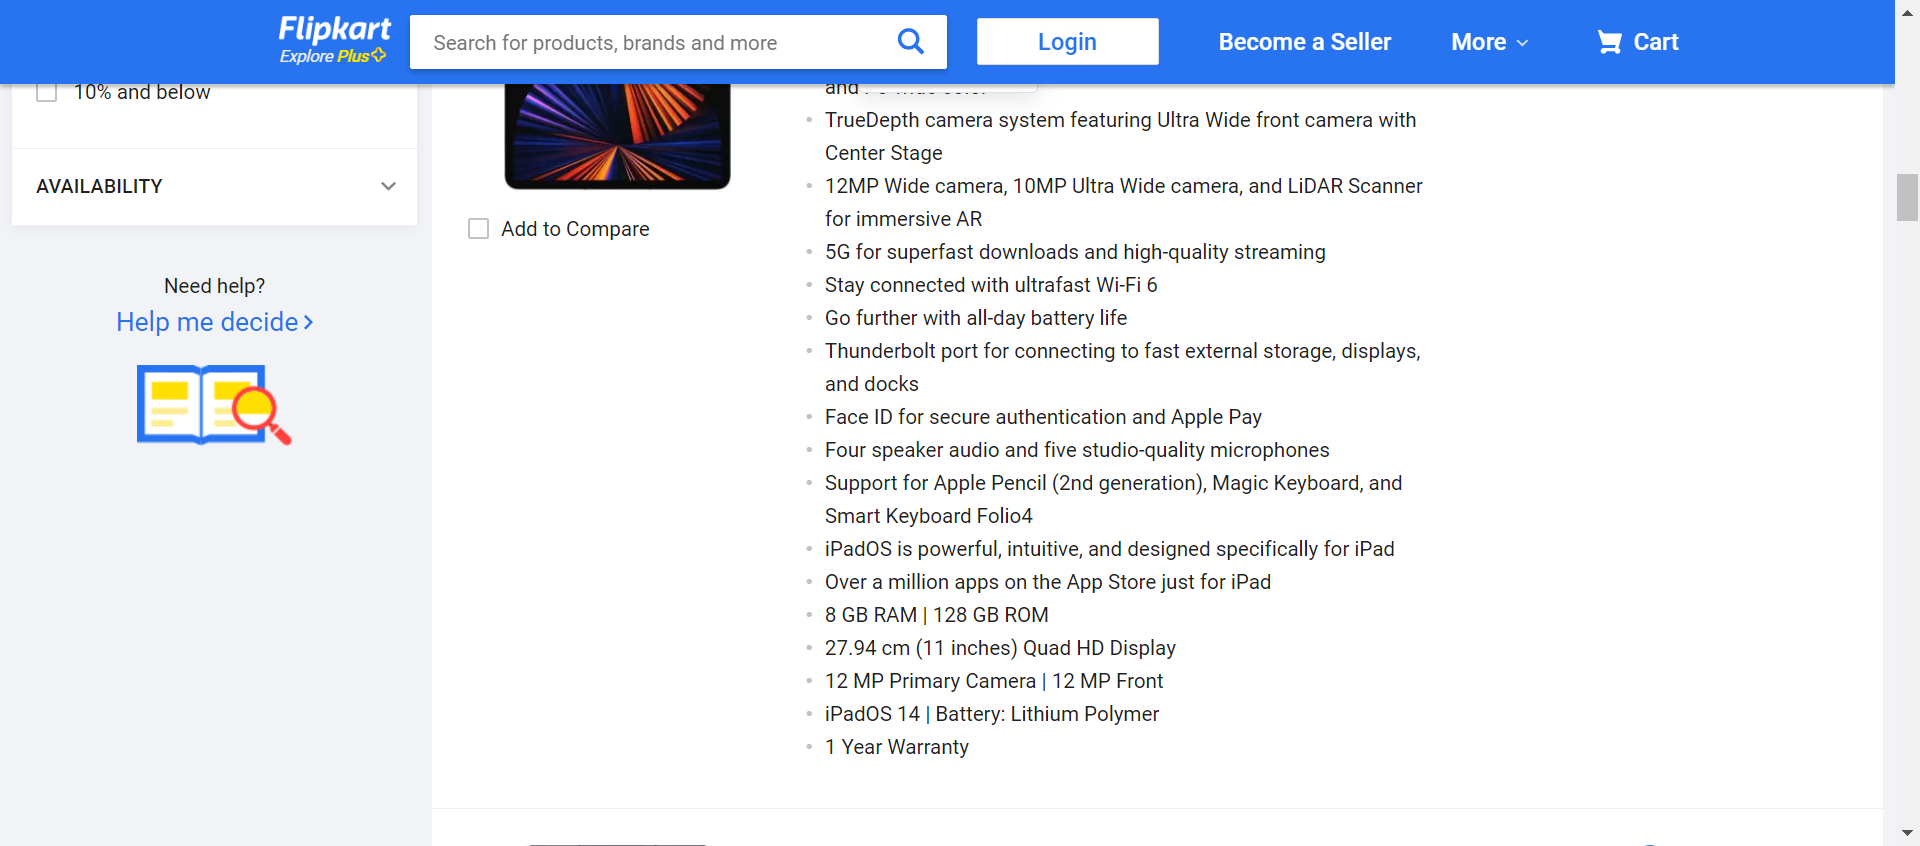 Flipkart
Explore Plus
Search for products, brands and more
Login
Become a Seller
More
Cart
10% and below
AVAILABILITY
Need help?
Help me decide
Add to Compare
and
TrueDepth camera system featuring Ultra Wide front camera with
Center Stage
12MP Wide camera, 10MP Ultra Wide camera, and LiDAR Scanner
for immersive AR
5G for superfast downloads and high-quality streaming
Stay connected with ultrafast Wi-Fi 6
Go further with all-day battery life
Thunderbolt port for connecting to fast external storage, displays,
and docks
Face ID for secure authentication and Apple Pay
Four speaker audio and five studio-quality microphones
Support for Apple Pencil (2nd generation), Magic Keyboard, and
Smart Keyboard Folio4
iPadOS is powerful, intuitive, and designed specifically for iPad
Over a million apps on the App Store just for iPad
8 GB RAM | 128 GB ROM
27.94 cm (11 inches) Quad HD Display
12 MP Primary Camera | 12 MP Front
iPadOS 14 | Battery: Lithium Polymer
1 Year Warranty